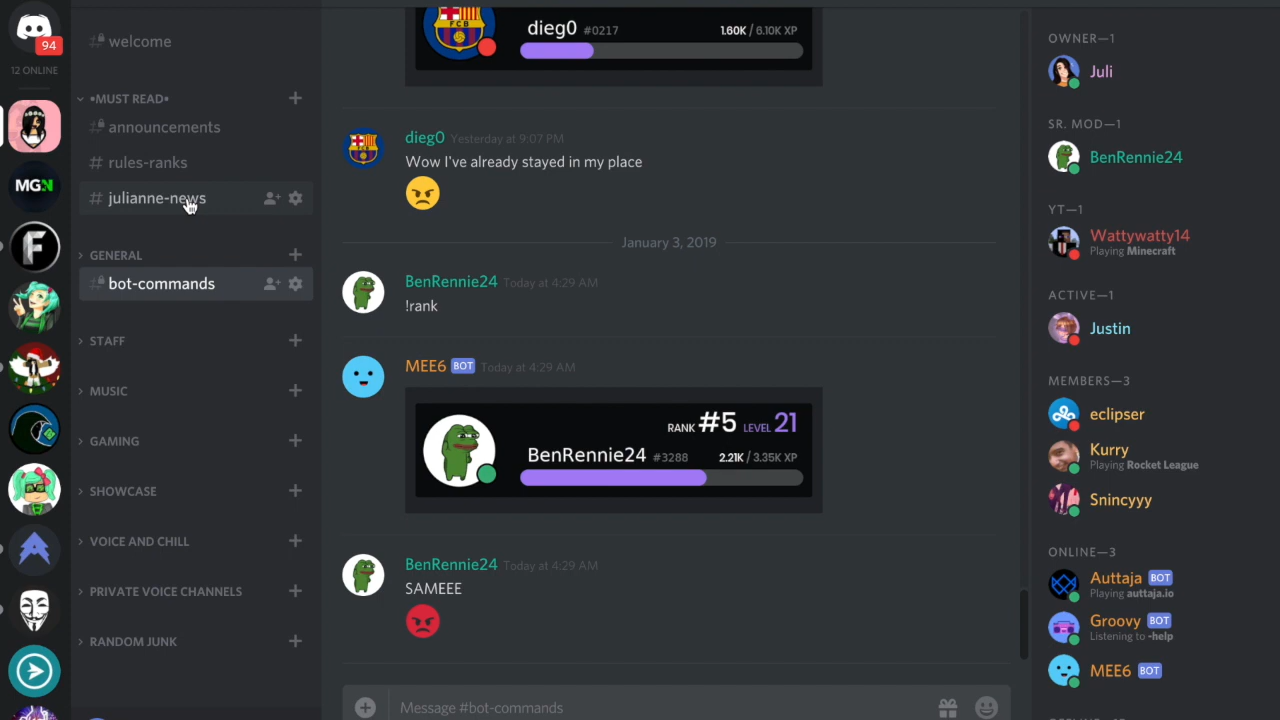 94
12 ONLINE
MGN
welcome
•MUST READ•
announcements
rules-ranks
julianne-news
GENERAL
bot-commands
STAFF
MUSIC
GAMING
SHOWCASE
VOICE AND CHILL
PRIVATE VOICE CHANNELS
RANDOM JUNK
FCB
dieg0 #0217 1.60K / 6.10K XP
dieg0 Yesterday at 9:07 PM
Wow I've already stayed in my place
January 3, 2019
BenRennie24 Today at 4:29 AM
!rank
MEE6 BOT Today at 4:29 AM
RANK #5 LEVEL 21
BenRennie24 #3288 2.21K / 3.35K XP
BenRennie24 Today at 4:29 AM
SAMEEE
Message #bot-commands
OWNER—1
Juli
SR. MOD—1
BenRennie24
YT—1
Wattywatty14
Playing Minecraft
ACTIVE—1
Justin
MEMBERS—3
eclipser
Kurry
Playing Rocket League
Snincyyy
ONLINE—3
Auttaja BOT
Playing auttaja.io
Groovy BOT
Listening to -help
MEE6 BOT